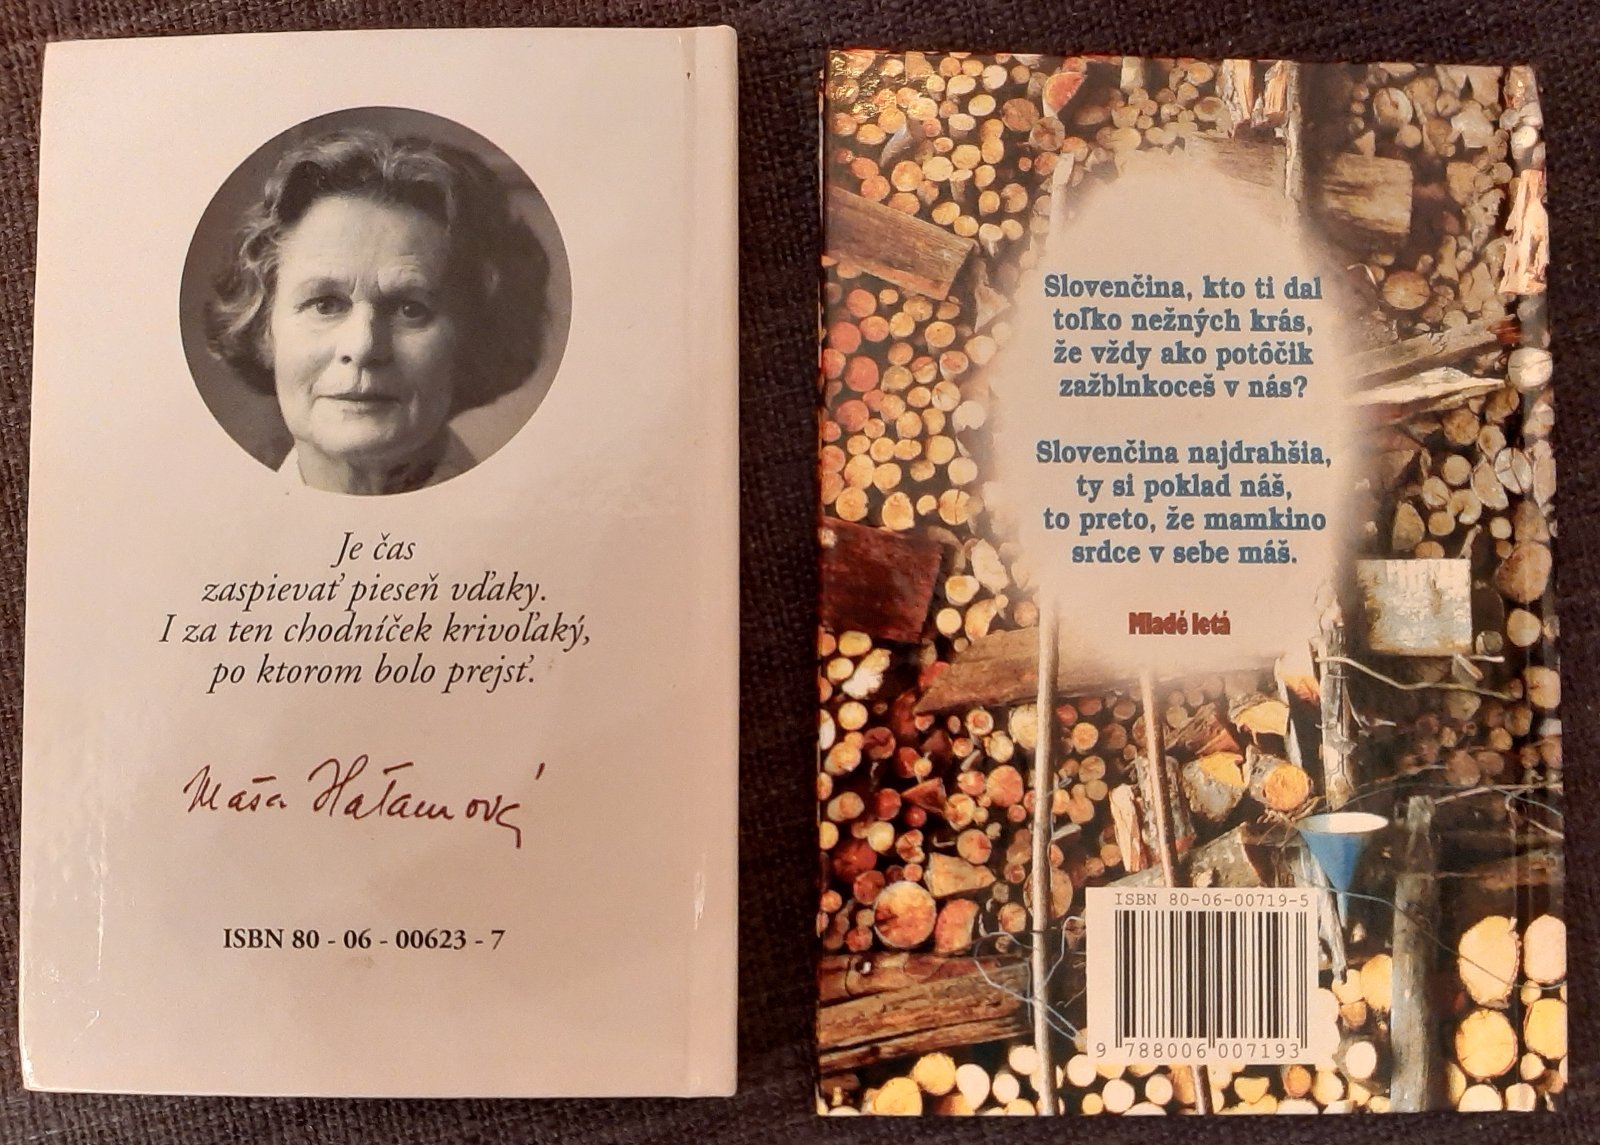 Je čas
zaspievať pieseň vďaky.
I za ten chodníček krivoľaký,
po ktorom bolo prejsť.
Maša Haľamová
ISBN 80 - 06 - 00623 - 7
Slovenčina, kto ti dal
toľko nežných krás,
že vždy ako potôčik
zažblnkoceš v nás?
Slovenčina najdrahšia,
ty si poklad náš,
to preto, že mamkino
srdce v sebe máš.
Mladé letá
ISBN 80-06-00719-5
9 788006 007193